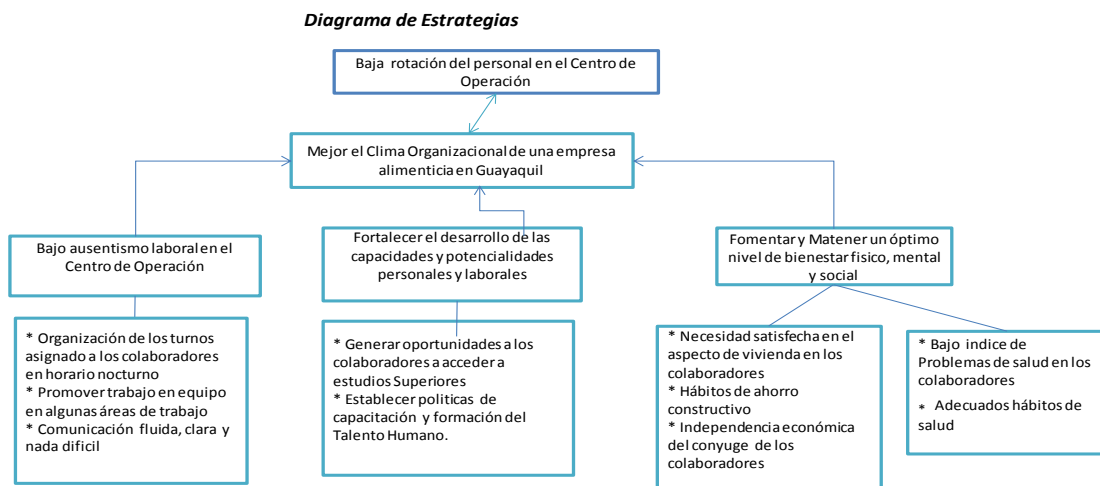 Diagrama de Estrategias
Baja rotación del personal en el Centro de
Operación
Mejor el Clima Organizacional de una empresa
alimenticia en Guayaquil
Bajo ausentismo laboral en el
Centro de Operación
Fortalecer el desarrollo de las
capacidades y potencialidades
personales y laborales
Fomentar y Matener un óptimo
nivel de bienestar fisico, mental
y social
* Organización de los turnos
asignado a los colaboradores
en horario nocturno
* Promover trabajo en equipo
en algunas áreas de trabajo
* Comunicación fluida, clara y
nada dificil
* Generar oportunidades a los
colaboradores a acceder a
estudios Superiores
* Establecer politicas de
capacitación y formación del
Talento Humano.
* Necesidad satisfecha en el
aspecto de vivienda en los
colaboradores
* Hábitos de ahorro
constructivo
* Independencia económica
del conyuge de los
colaboradores
* Bajo indice de
Problemas de salud en los
colaboradores
* Adecuados hábitos de
salud